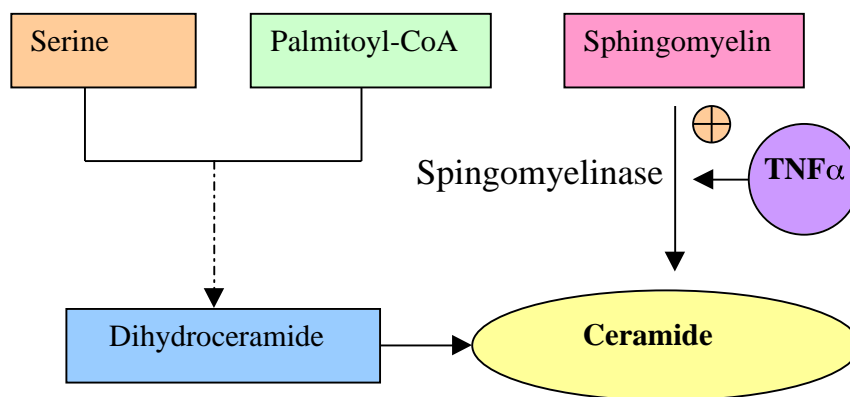 Serine
Palmitoyl-CoA
Sphingomyelin
Spingomyelinase
TNFα
Dihydroceramide
Ceramide